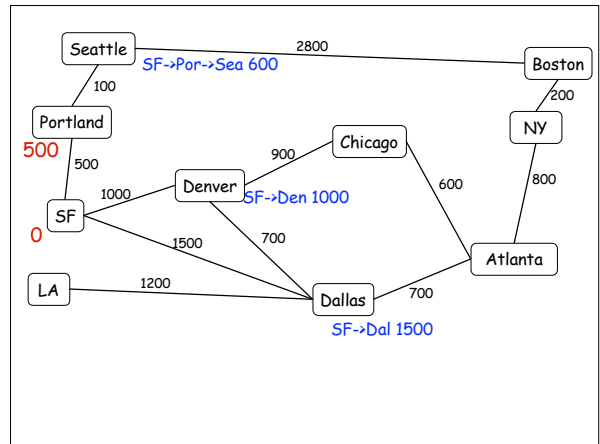 Seattle
2800
Boston
SF->Por->Sea 600
100
200
Portland
NY
500
Chicago
900
500
800
Denver
600
1000
SF->Den 1000
SF
0
1500
700
Atlanta
LA
1200
700
Dallas
SF->Dal 1500